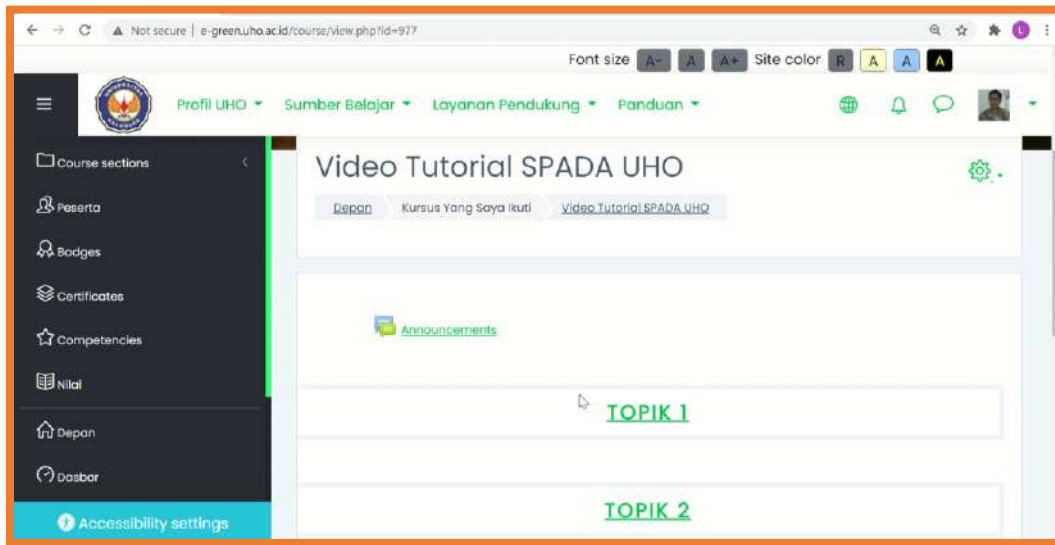 Not secure | e-green.uho.ac.id/course/view.php?id=977
L
Font size A- A A+ Site color R A A A
Profil UHO Sumber Belajar Layanan Pendukung Panduan
Course sections
Peserta
Badges
Certificates
Competencies
Nilai
Depan
Dasbor
Accessibility settings
Video Tutorial SPADA UHO
Depan Kursus Yang Saya Ikuti Video Tutorial SPADA UHO
Announcements
TOPIK 1
TOPIK 2